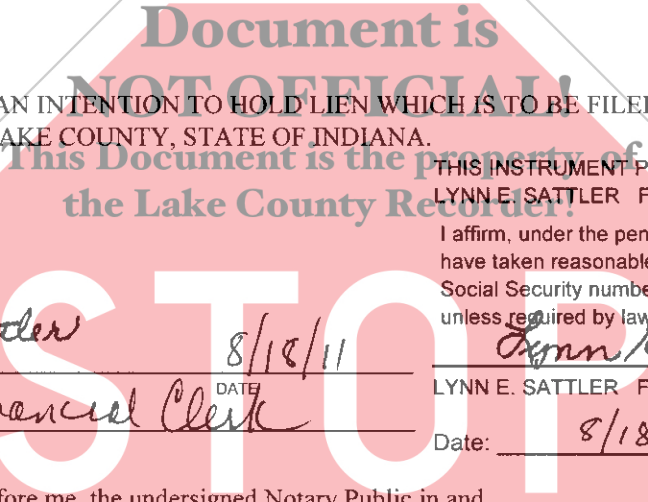 Document is
NOT OFFICIAL!
AN INTENTION TO HOLD LIEN WHICH IS TO BE FILE
AKE COUNTY, STATE OF INDIANA.
This Document is the property of
the Lake County Recorder!
THIS INSTRUMENT P
LYNN E. SATTLER F
I affirm, under the pen
have taken reasonable
Social Security numbe
unless required by law
STOP
8/18/11
DATE
ancial Clerk
Lynn
LYNN E. SATTLER F
Date: 8/18
fore me, the undersigned Notary Public in and